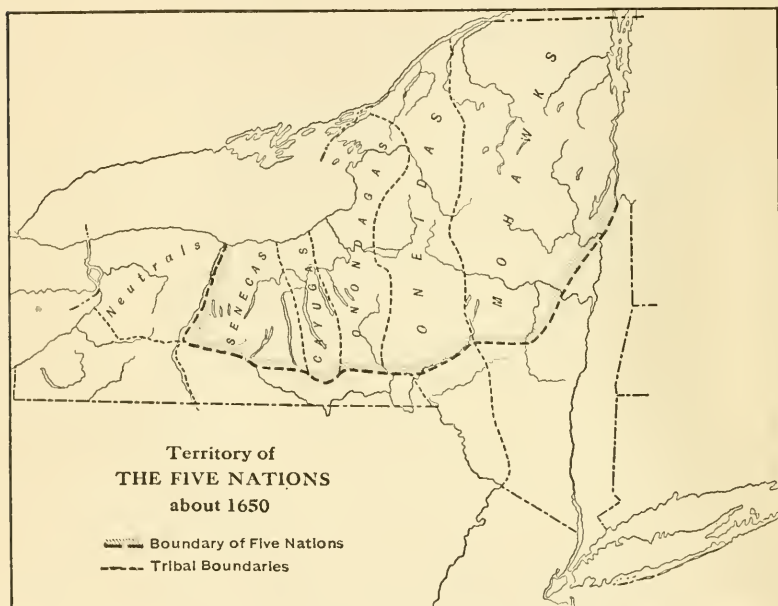 Neutrals
SENECAS
CAYUGAS
ONONDAGAS
ONEIDAS
MOHAWKS
Territory of
THE FIVE NATIONS
about 1650
Boundary of Five Nations
Tribal Boundaries